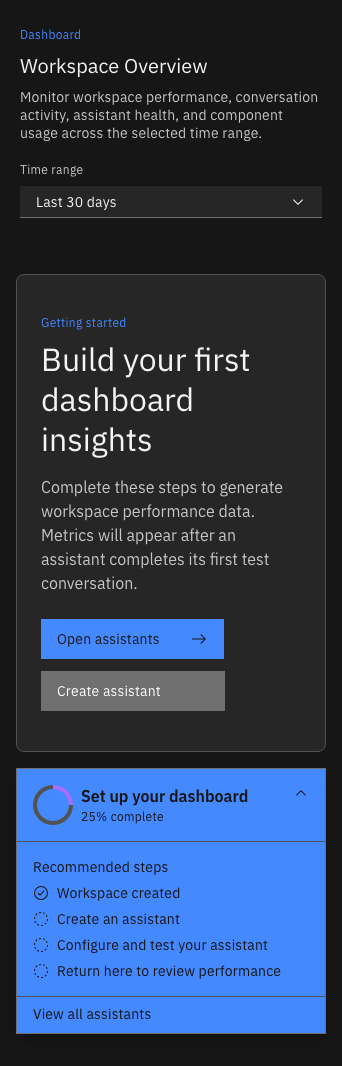 Dashboard
Workspace Overview
Monitor workspace performance, conversation
activity, assistant health, and component
usage across the selected time range.
Time range
Last 30 days
Getting started
Build your first
dashboard
insights
Complete these steps to generate
workspace performance data.
Metrics will appear after an
assistant completes its first test
conversation.
Open assistants
Create assistant
Set up your dashboard
25% complete
Recommended steps
Workspace created
Create an assistant
Configure and test your assistant
Return here to review performance
View all assistants